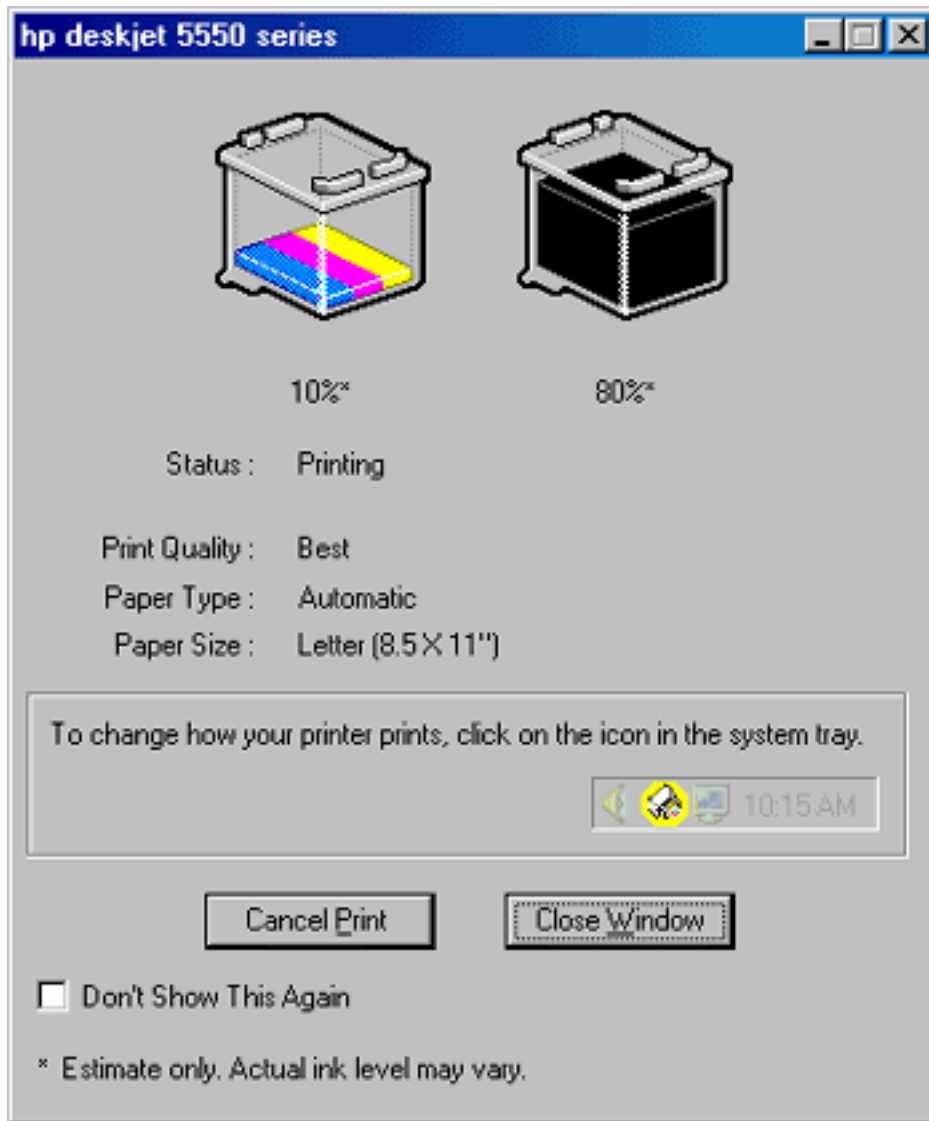 hp deskjet 5550 series
10%* 80%*
Status : Printing
Print Quality : Best
Paper Type : Automatic
Paper Size : Letter (8.5 X 11")
To change how your printer prints, click on the icon in the system tray.
10:15 AM
Cancel Print Close Window
Don't Show This Again
* Estimate only. Actual ink level may vary.